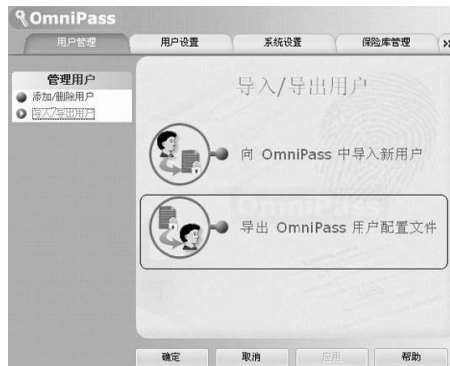 OmniPass
用户管理 用户设置 系统设置 保险库管理 »
管理用户
添加/删除用户
导入/导出用户
导入/导出用户
向 OmniPass 中导入新用户
导出 OmniPass 用户配置文件
OmniPass
确定 取消 应用 帮助